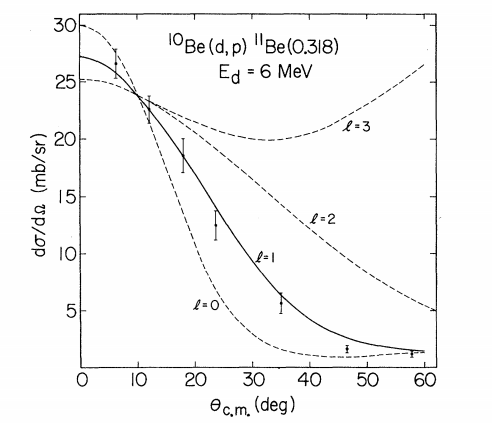 30
25
20
15
10
5
dσ/dΩ (mb/sr)
¹⁰Be(d,p) ¹¹Be(0.318)
E_d = 6 MeV
ℓ=3
ℓ=2
ℓ=1
ℓ=0
0 10 20 30 40 50 60
θ_c.m. (deg)